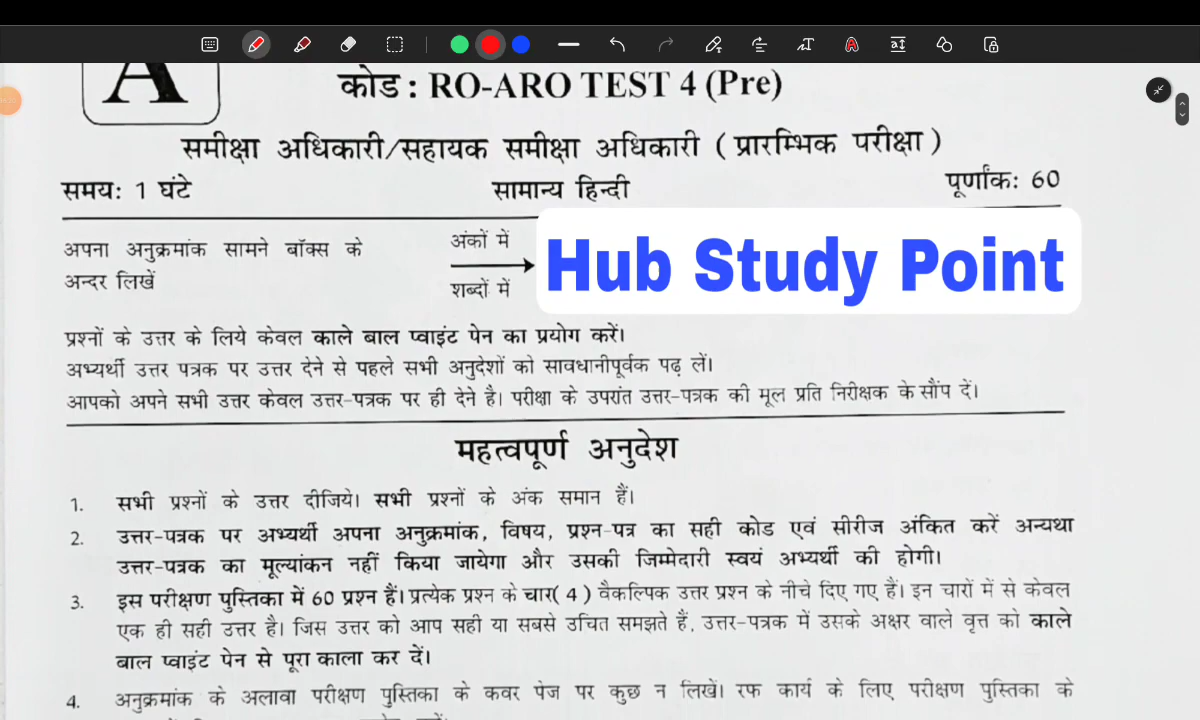 A
कोड : RO-ARO TEST 4 (Pre)
समीक्षा अधिकारी/सहायक समीक्षा अधिकारी ( प्रारम्भिक परीक्षा )
समय: 1 घंटे सामान्य हिन्दी पूर्णांक: 60
अपना अनुक्रमांक सामने बॉक्स के
अन्दर लिखें
अंकों में
शब्दों में
Hub Study Point
प्रश्नों के उत्तर के लिये केवल काले बाल प्वाइंट पेन का प्रयोग करें।
अभ्यर्थी उत्तर पत्रक पर उत्तर देने से पहले सभी अनुदेशों को सावधानीपूर्वक पढ़ लें।
आपको अपने सभी उत्तर केवल उत्तर-पत्रक पर ही देने है। परीक्षा के उपरांत उत्तर-पत्रक की मूल प्रति निरीक्षक के सौंप दें।
महत्वपूर्ण अनुदेश
1. सभी प्रश्नों के उत्तर दीजिये। सभी प्रश्नों के अंक समान हैं।
2. उत्तर-पत्रक पर अभ्यर्थी अपना अनुक्रमांक, विषय, प्रश्न-पत्र का सही कोड एवं सीरीज अंकित करें अन्यथा
उत्तर-पत्रक का मूल्यांकन नहीं किया जायेगा और उसकी जिम्मेदारी स्वयं अभ्यर्थी की होगी।
3. इस परीक्षण पुस्तिका में 60 प्रश्न हैं। प्रत्येक प्रश्न के चार( 4 ) वैकल्पिक उत्तर प्रश्न के नीचे दिए गए हैं। इन चारों में से केवल
एक ही सही उत्तर है। जिस उत्तर को आप सही या सबसे उचित समझते हैं, उत्तर-पत्रक में उसके अक्षर वाले वृत्त को काले
बाल प्वाइंट पेन से पूरा काला कर दें।
4. अनुक्रमांक के अलावा परीक्षण पुस्तिका के कवर पेज पर कुछ न लिखें। रफ कार्य के लिए परीक्षण पुस्तिका के